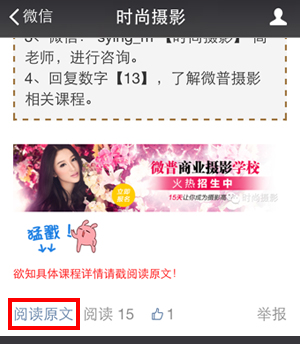 微信
时尚摄影
3、微信：sying_m 【时尚摄影】 高
老师，进行咨询。
4、回复数字【13】，了解微普摄影
相关课程。
微普商业摄影学校
火热招生中
立即
报名
15天让你成为摄影高
时尚摄影
猛戳！
欲知具体课程详情请戳阅读原文！
阅读原文
阅读 15
1
举报